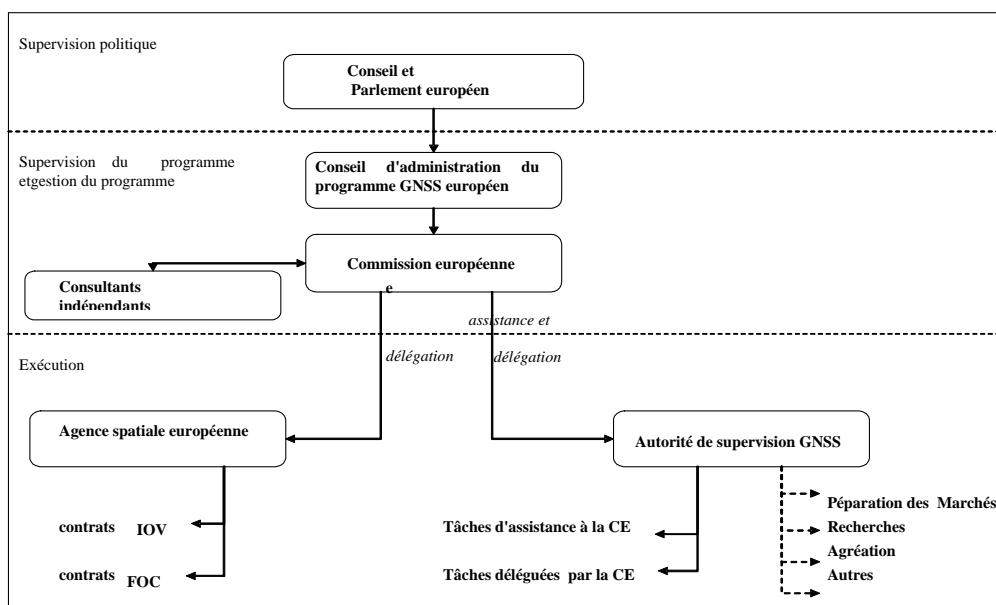 Supervision politique
Conseil et
Parlement européen
Supervision du programme
etgestion du programme
Conseil d'administration du
programme GNSS européen
Commission européenne
e
Consultants
indépendants
assistance et
délégation
délégation
Exécution
Agence spatiale européenne
Autorité de supervision GNSS
contrats IOV
contrats FOC
Tâches d'assistance à la CE
Tâches déléguées par la CE
Péparation des Marchés
Recherches
Agréation
Autres